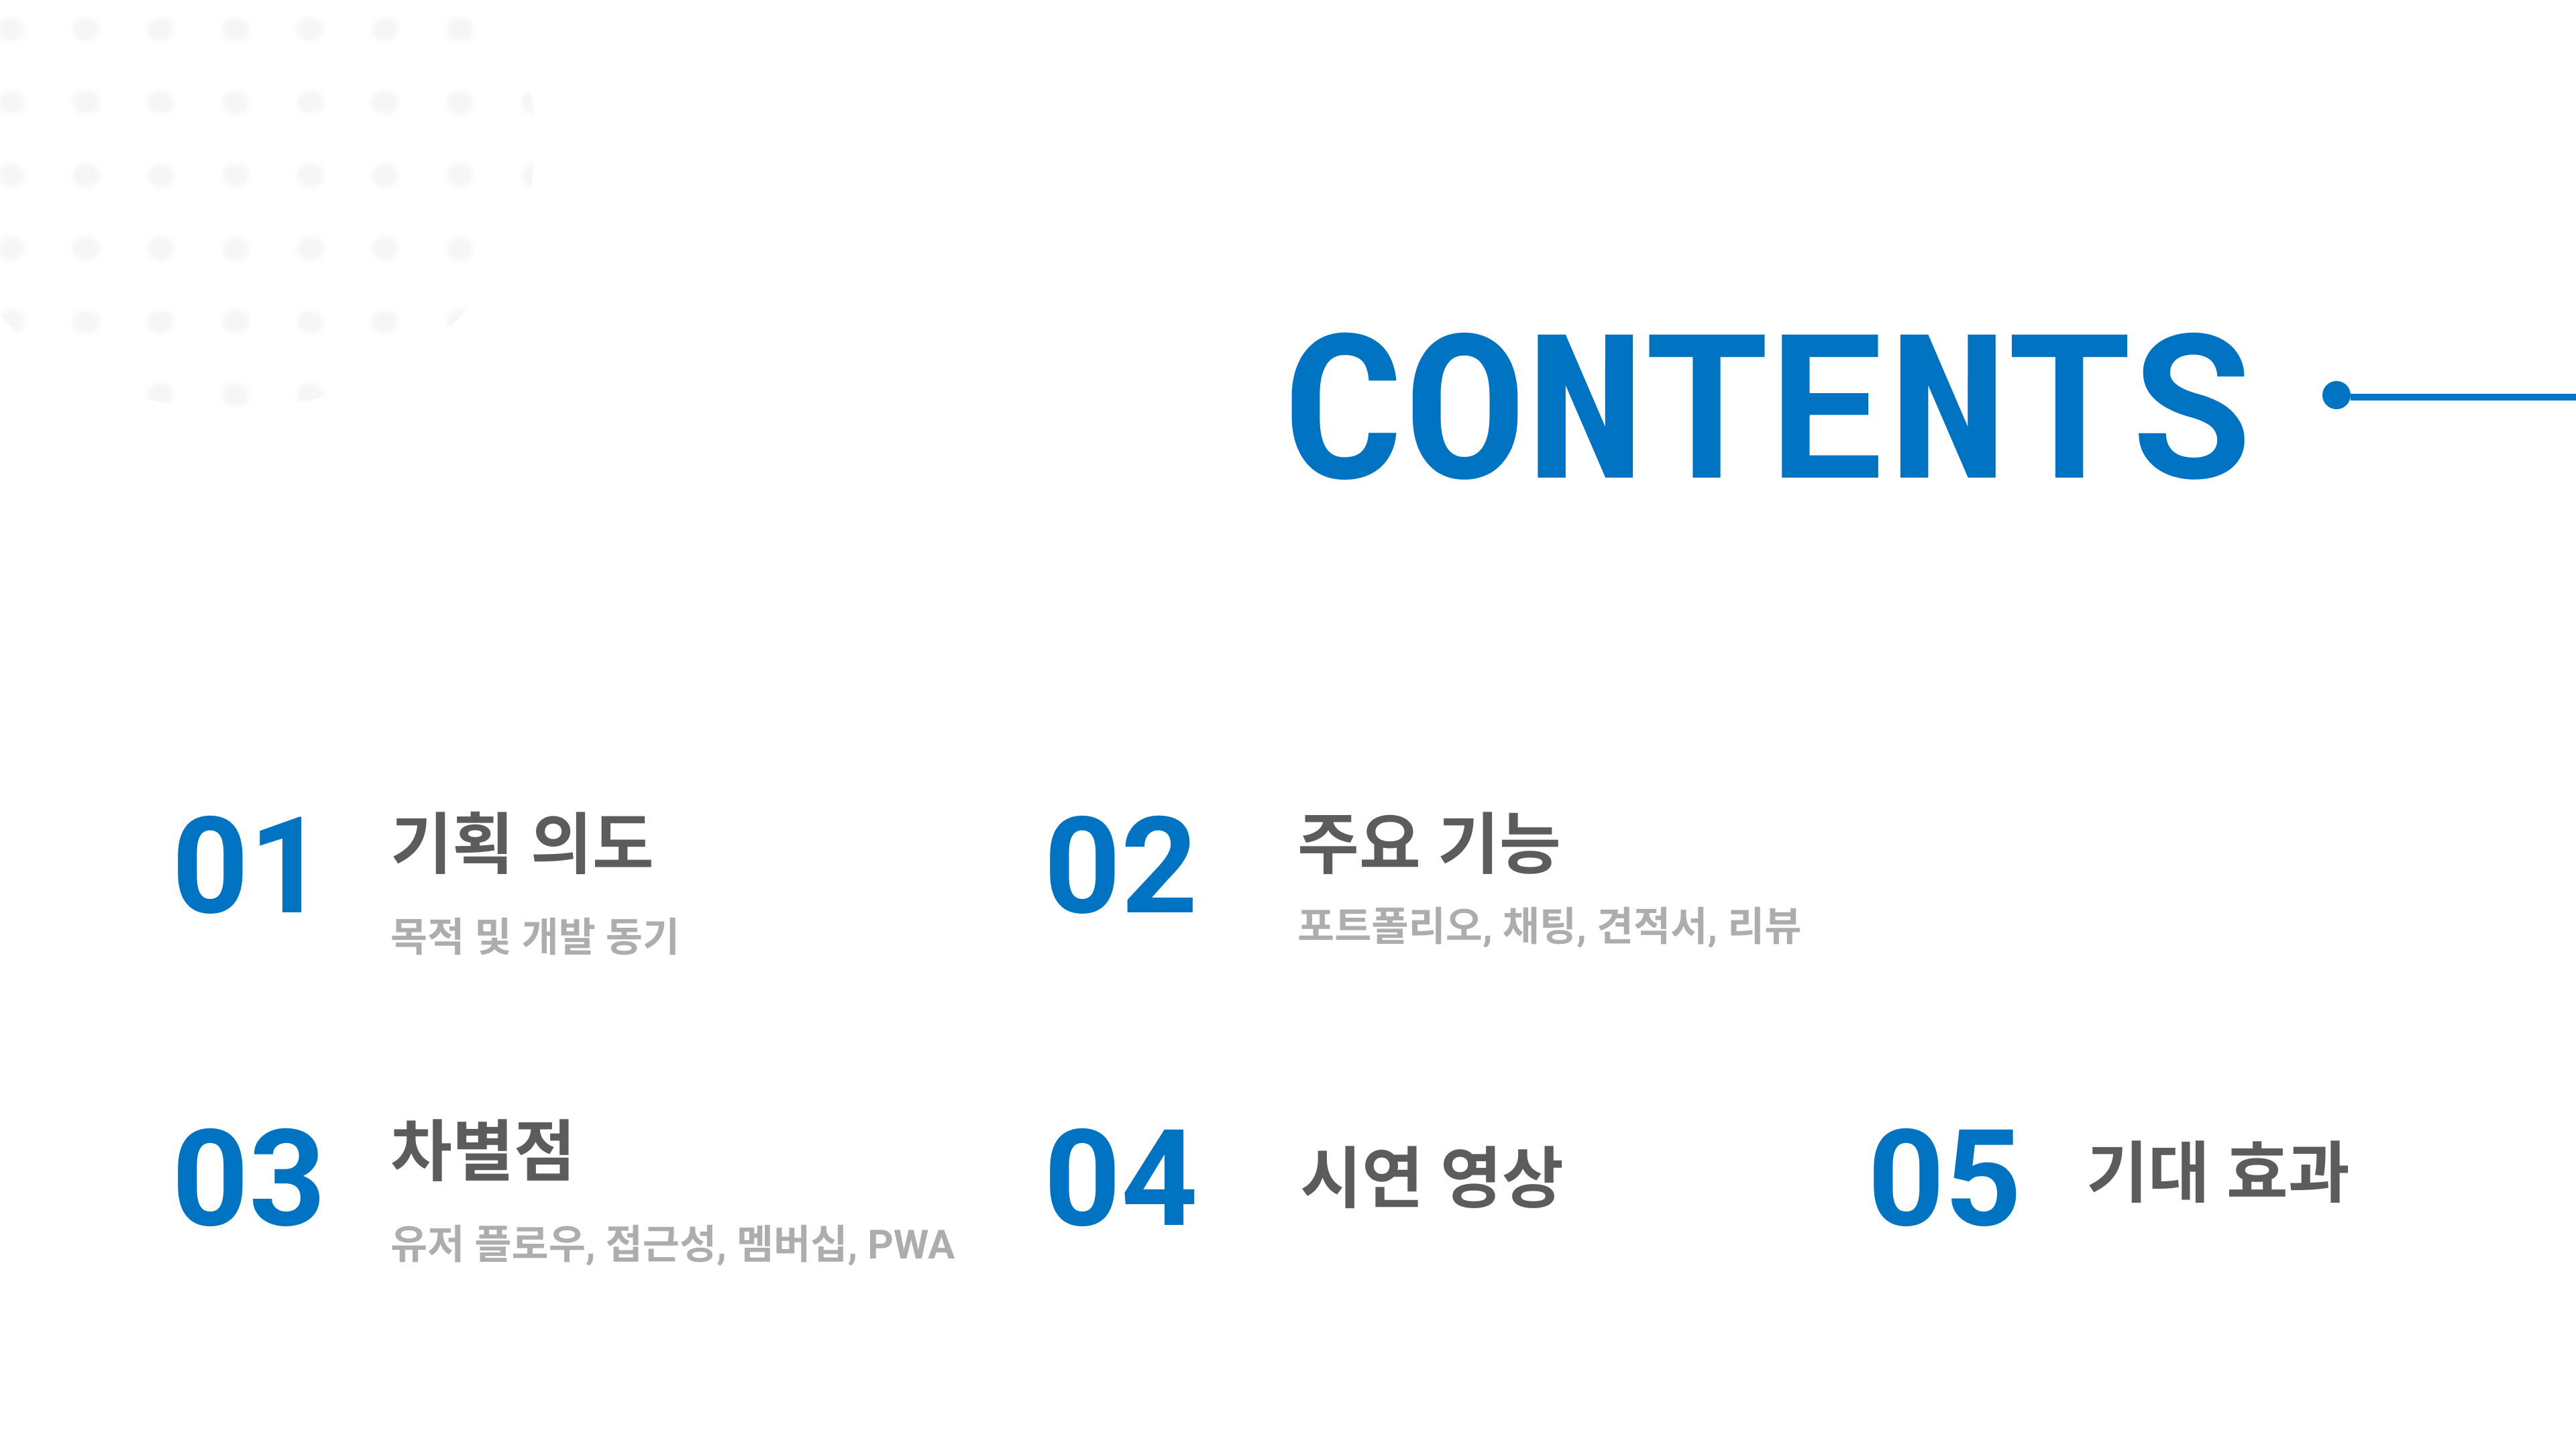 CONTENTS
01
기획 의도
목적 및 개발 동기
02
주요 기능
포트폴리오, 채팅, 견적서, 리뷰
03
차별점
유저 플로우, 접근성, 멤버십, PWA
04
시연 영상
05
기대 효과